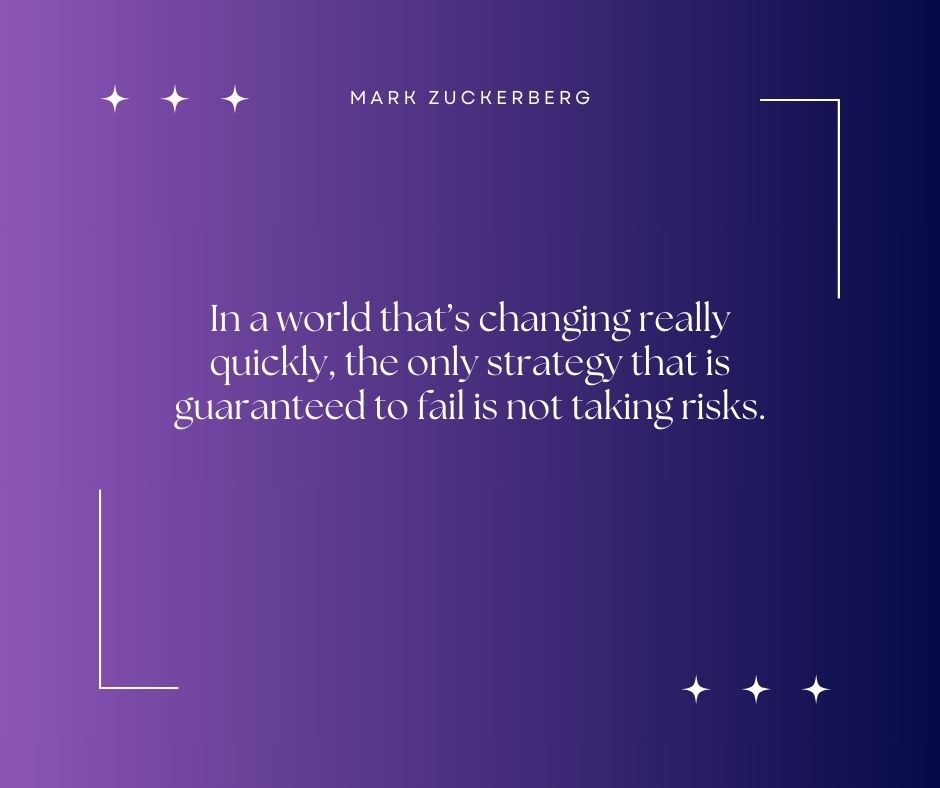 MARK ZUCKERBERG
In a world that’s changing really
quickly, the only strategy that is
guaranteed to fail is not taking risks.